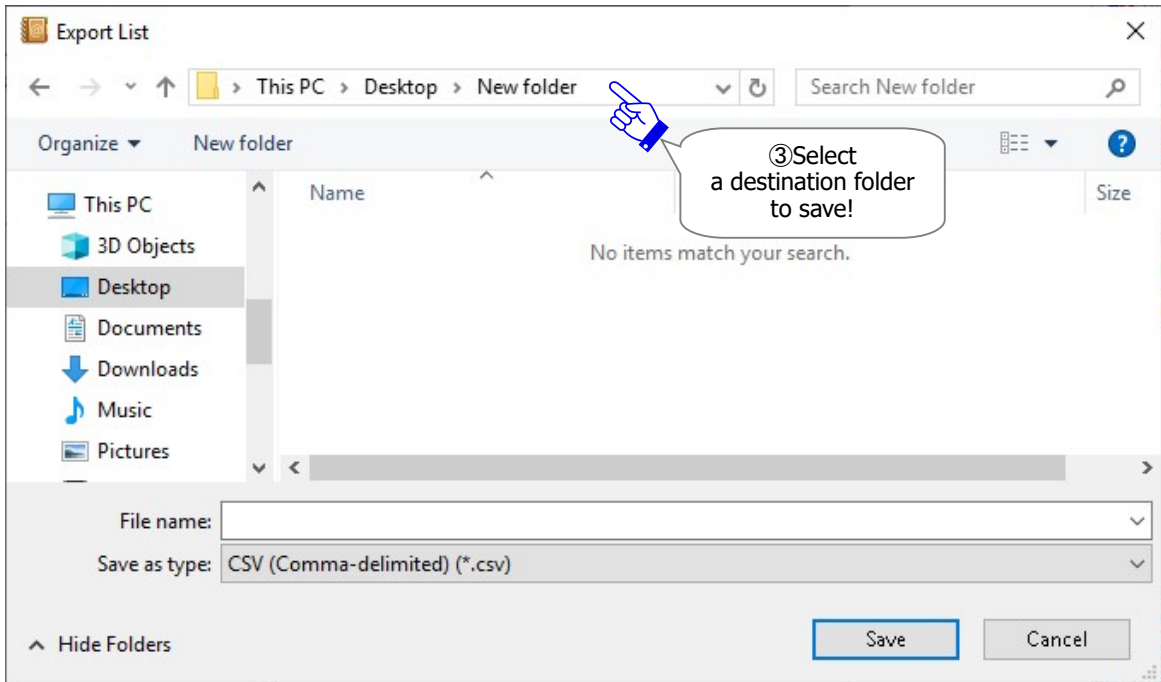 Export List
This PC > Desktop > New folder
Search New folder
Organize
New folder
③Select
a destination folder
to save!
This PC
3D Objects
Desktop
Documents
Downloads
Music
Pictures
Name
Size
No items match your search.
File name:
Save as type: CSV (Comma-delimited) (*.csv)
Hide Folders
Save
Cancel